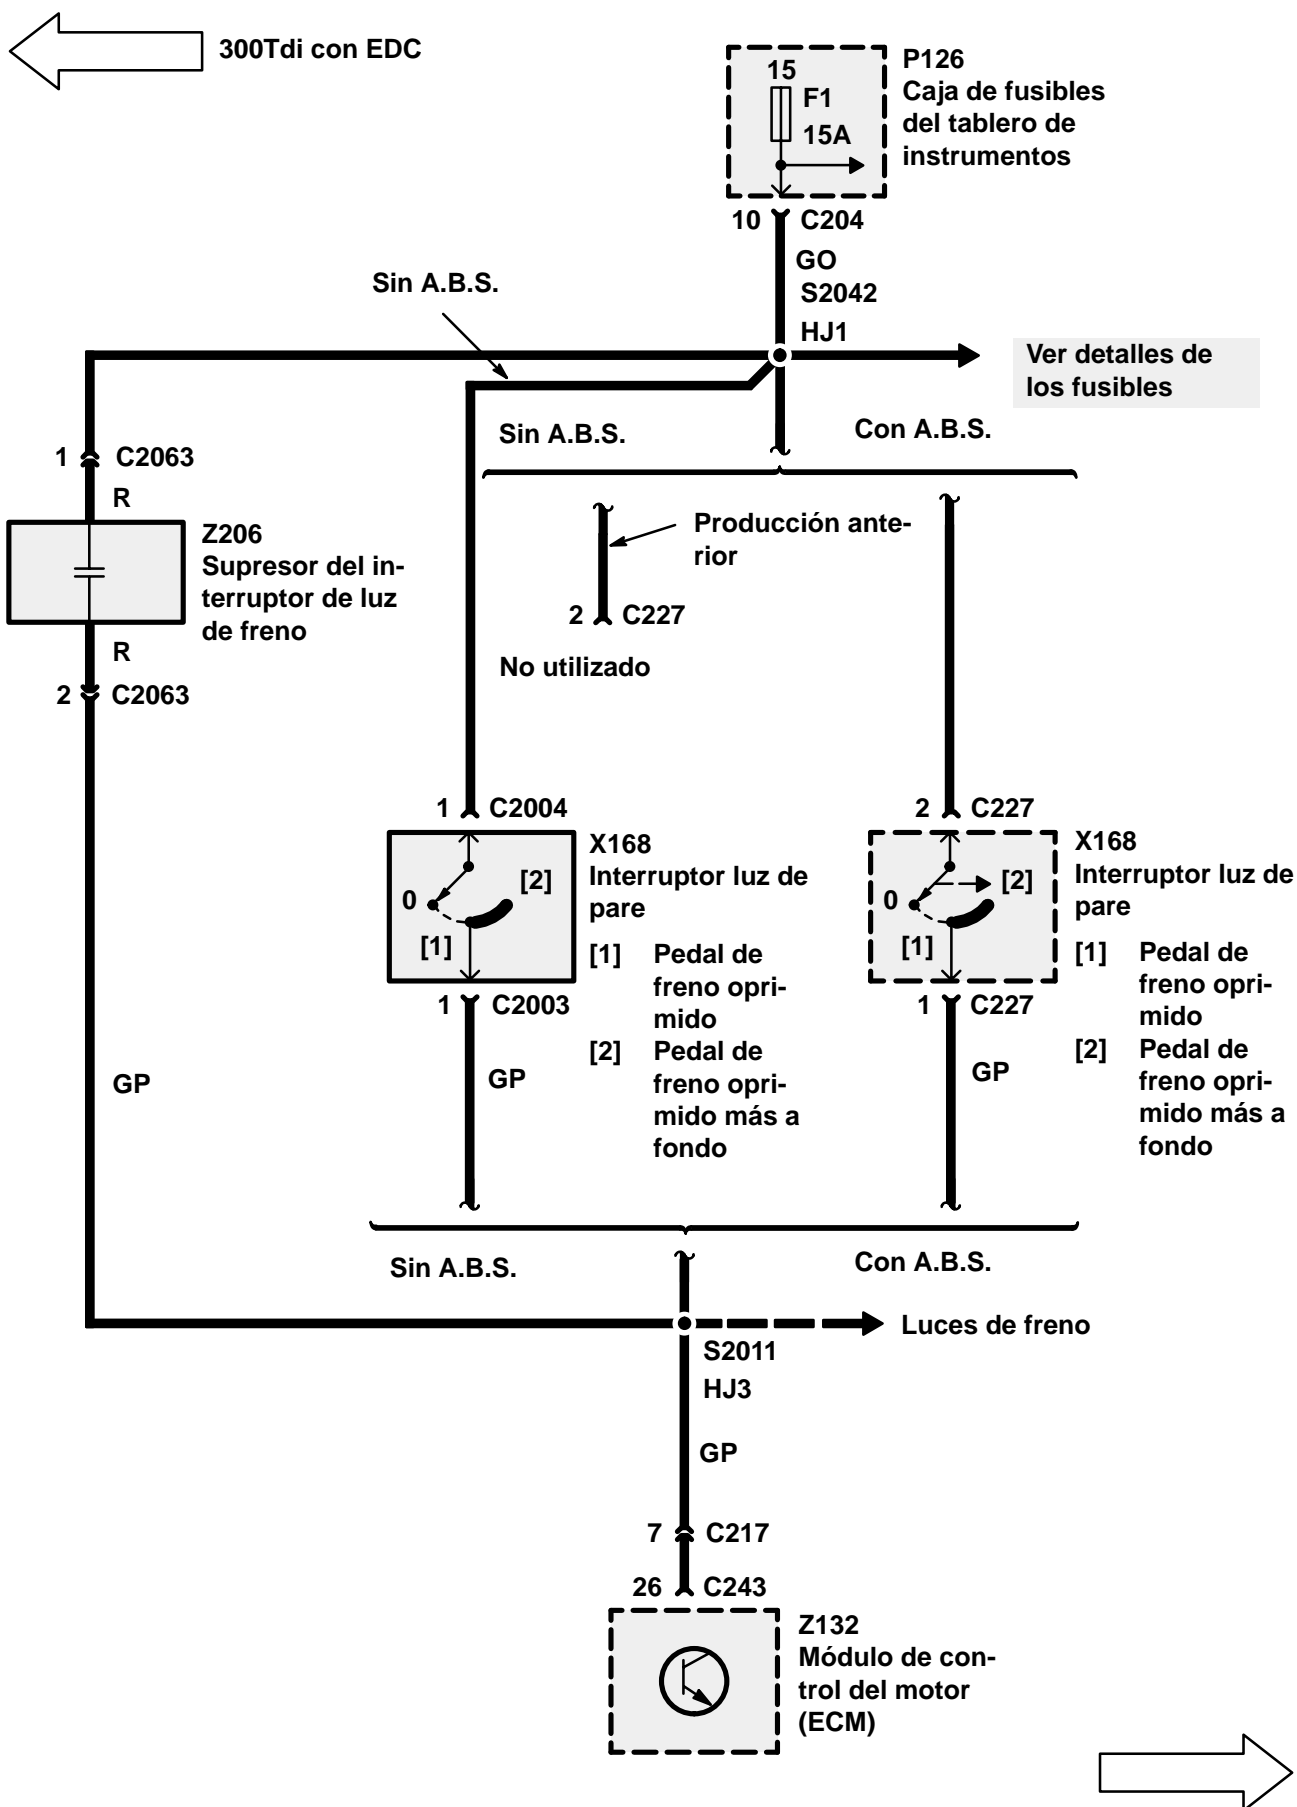 300Tdi con EDC
P126
Caja de fusibles
del tablero de
instrumentos
15
F1
15A
10 C204
GO
S2042
HJ1
Sin A.B.S.
Ver detalles de
los fusibles
Sin A.B.S.
Con A.B.S.
1 C2063
R
Z206
Supresor del in-
terruptor de luz
de freno
R
2 C2063
Producción ante-
rior
2 C227
No utilizado
1 C2004
X168
Interruptor luz de
pare
0
[2]
[1]
[1] Pedal de
freno opri-
mido
[2] Pedal de
freno opri-
mido más a
fondo
1 C2003
GP
2 C227
X168
Interruptor luz de
pare
0
[2]
[1]
[1] Pedal de
freno opri-
mido
[2] Pedal de
freno opri-
mido más a
fondo
1 C227
GP
GP
Sin A.B.S.
Con A.B.S.
Luces de freno
S2011
HJ3
GP
7 C217
26 C243
Z132
Módulo de con-
trol del motor
(ECM)